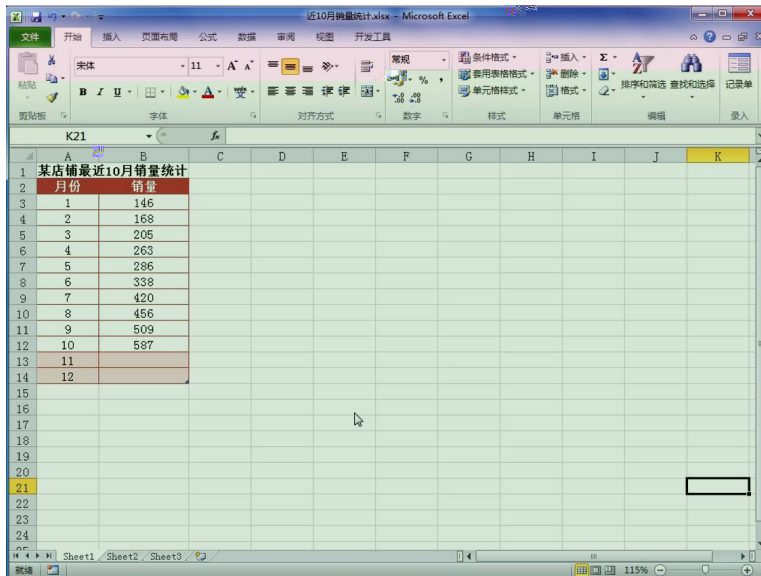 近10月销量统计.xlsx - Microsoft Excel
文件 开始 插入 页面布局 公式 数据 审阅 视图 开发工具
粘贴 宋体 11 常规 条件格式 插入 Σ
B I U % , 套用表格格式 删除 排序和筛选 查找和选择 记录单
单元格样式 格式
剪贴板 字体 对齐方式 数字 样式 单元格 编辑 录入
K21 fx
A B C D E F G H I J K
1 某店铺最近10月销量统计
2 月份 销量
3 1 146
4 2 168
5 3 205
6 4 263
7 5 286
8 6 338
9 7 420
10 8 456
11 9 509
12 10 587
13 11
14 12
15
16
17
18
19
20
21
22
23
24
25
Sheet1 Sheet2 Sheet3
就绪 115%